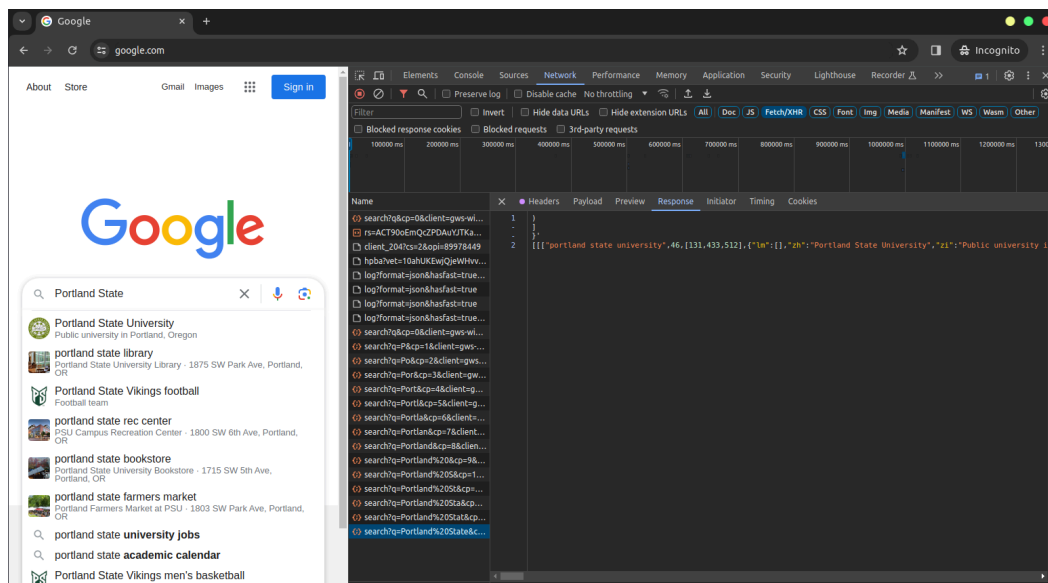 Google
google.com
Incognito
About Store Gmail Images Sign in
Google
Portland State
Portland State University
Public university in Portland, Oregon
portland state library
Portland State University Library · 1875 SW Park Ave, Portland,
OR
Portland State Vikings football
Football team
portland state rec center
PSU Campus Recreation Center · 1800 SW 6th Ave, Portland,
OR
portland state bookstore
Portland State University Bookstore · 1715 SW 5th Ave,
Portland, OR
portland state farmers market
Portland Farmers Market at PSU · 1803 SW Park Ave, Portland,
OR
portland state university jobs
portland state academic calendar
Portland State Vikings men's basketball
Elements Console Sources Network Performance Memory Application Security Lighthouse Recorder >> 1
Preserve log Disable cache No throttling
Filter Invert Hide data URLs Hide extension URLs All Doc JS Fetch/XHR CSS Font Img Media Manifest WS Wasm Other
Blocked response cookies Blocked requests 3rd-party requests
100000 ms 200000 ms 300000 ms 400000 ms 500000 ms 600000 ms 700000 ms 800000 ms 900000 ms 1000000 ms 1100000 ms 1200000 ms 1300
Name
search?q&cp=0&client=gws-wi...
rs=ACT90oEmQcZPDAuYJTKa...
client_204?cs=2&opi=89978449
hpba?vet=10ahUKEwjQjeWHvv...
log?format=json&hasfast=true...
log?format=json&hasfast=true
log?format=json&hasfast=true
log?format=json&hasfast=true...
search?q&cp=0&client=gws-wi...
search?q=P&cp=1&client=gws-...
search?q=Po&cp=2&client=gws...
search?q=Por&cp=3&client=gw...
search?q=Port&cp=4&client=g...
search?q=Portl&cp=5&client=g...
search?q=Portla&cp=6&client=...
search?q=Portlan&cp=7&client...
search?q=Portland&cp=8&clien...
search?q=Portland%20&cp=9&...
search?q=Portland%20S&cp=1...
search?q=Portland%20St&cp=...
search?q=Portland%20Sta&cp...
search?q=Portland%20Stat&cp...
search?q=Portland%20State&c...
Headers Payload Preview Response Initiator Timing Cookies
1 )
- ]
- }'
2 [[["portland state university",46,[131,433,512],{"lm":[],"zh":"Portland State University","zi":"Public university i